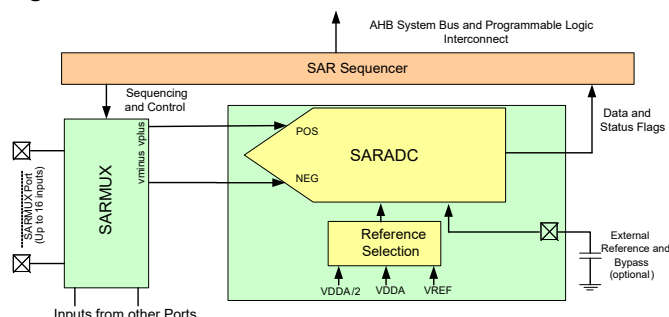 AHB System Bus and Programmable Logic
Interconnect
SAR Sequencer
Sequencing
and Control
Data and
Status Flags
vminus vplus
POS
SARADC
NEG
SARMUX
SARMUX Port
(Up to 16 inputs)
Reference
Selection
External
Reference and
Bypass
(optional)
VDDA/2 VDDA VREF
Inputs from other Ports